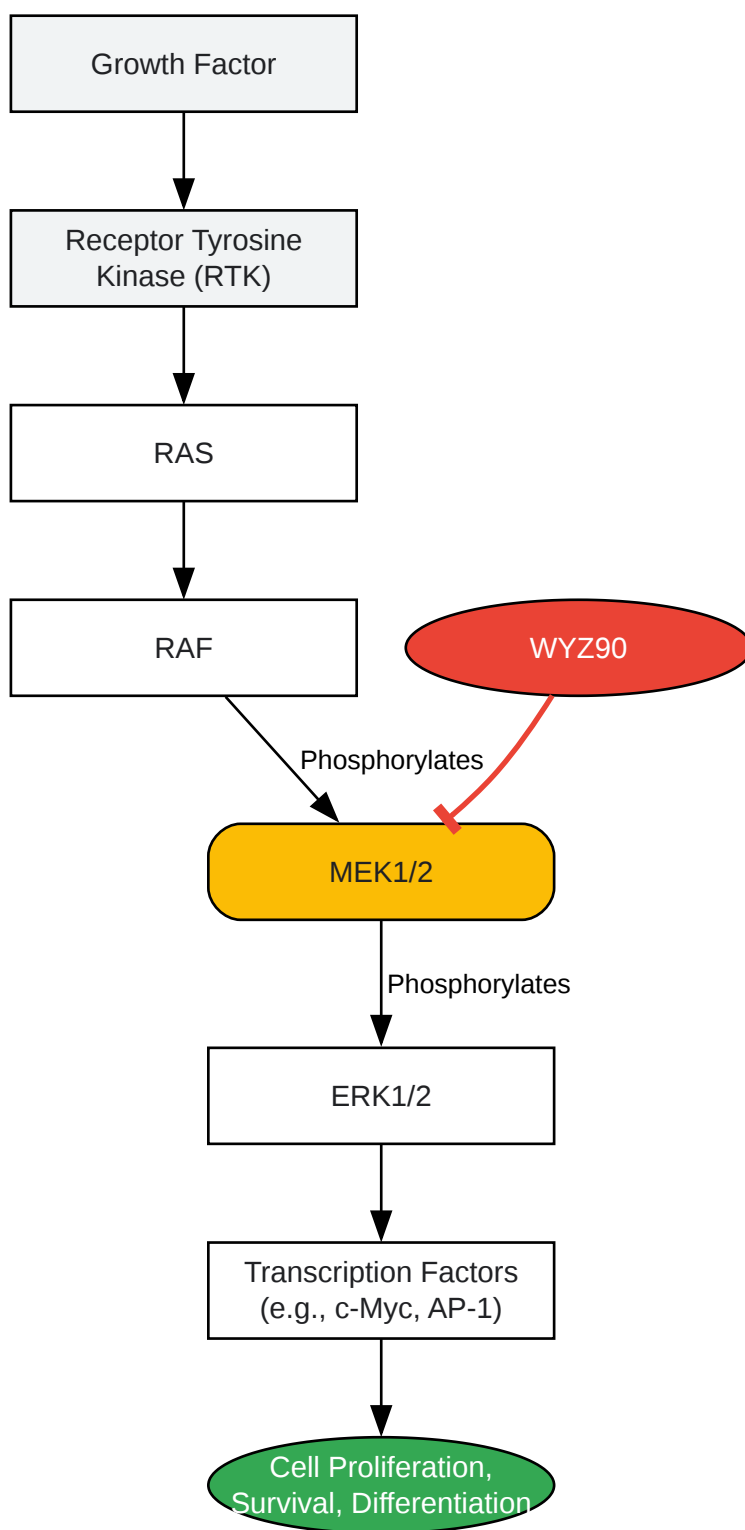 Growth Factor
Receptor Tyrosine
Kinase (RTK)
RAS
RAF
WYZ90
Phosphorylates
MEK1/2
Phosphorylates
ERK1/2
Transcription Factors
(e.g., c-Myc, AP-1)
Cell Proliferation,
Survival, Differentiation